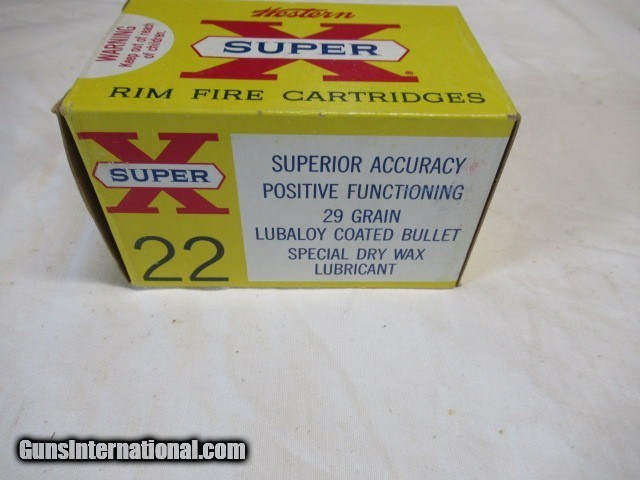 Western
SUPER X
®
WARNING
Keep out of reach
of children.
RIM FIRE CARTRIDGES
SUPER X
22
SUPERIOR ACCURACY
POSITIVE FUNCTIONING
29 GRAIN
LUBALOY COATED BULLET
SPECIAL DRY WAX
LUBRICANT
GunsInternational.com